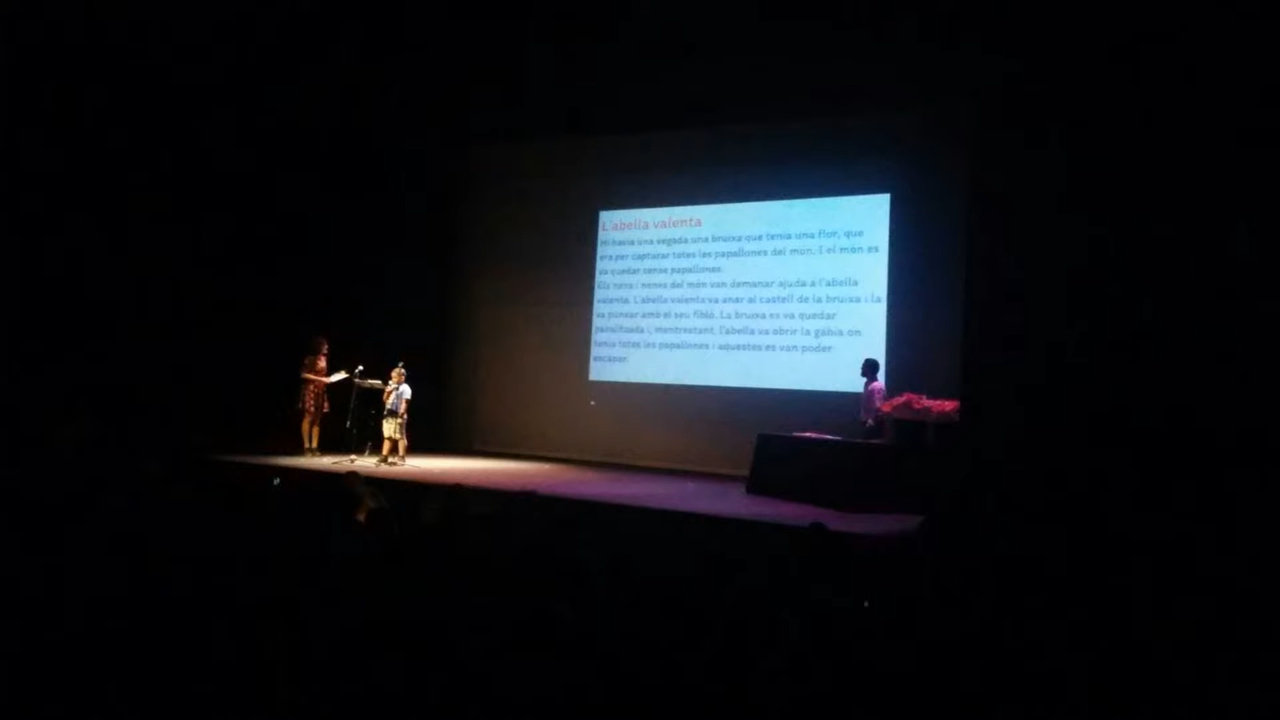 L'abella valenta
Hi havia una vegada una bruixa que tenia una flor, que
era per capturar totes les papallones del món. I el món es
va quedar sense papallones.
Els nens i nenes del món van demanar ajuda a l'abella
valenta. L'abella valenta va anar al castell de la bruixa i la
va punxar amb el seu fibló. La bruixa es va quedar
paralitzada i, mentrestant, l'abella va obrir la gàbia on
tenia totes les papallones i aquestes es van poder
escapar.